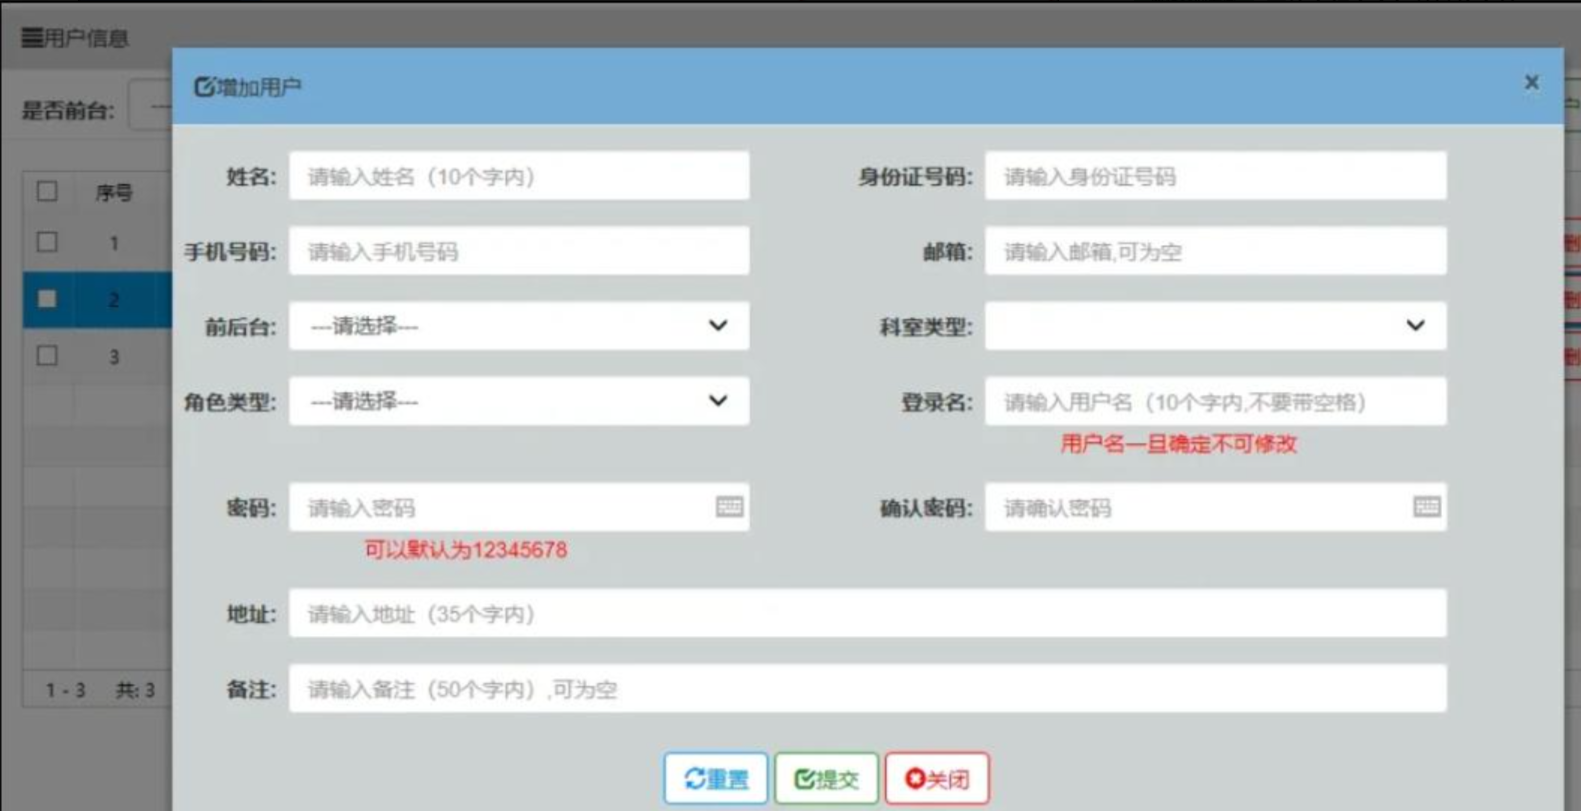 用户信息
增加用户
×
是否前台: ---
姓名: 请输入姓名（10个字内） 身份证号码: 请输入身份证号码
序号
手机号码: 请输入手机号码 邮箱: 请输入邮箱,可为空
1
2
前后台: ---请选择--- 科室类型:
3
角色类型: ---请选择--- 登录名: 请输入用户名（10个字内,不要带空格）
用户名一旦确定不可修改
密码: 请输入密码 确认密码: 请确认密码
可以默认为12345678
地址: 请输入地址（35个字内）
1 - 3 共: 3
备注: 请输入备注（50个字内）,可为空
重置 提交 关闭